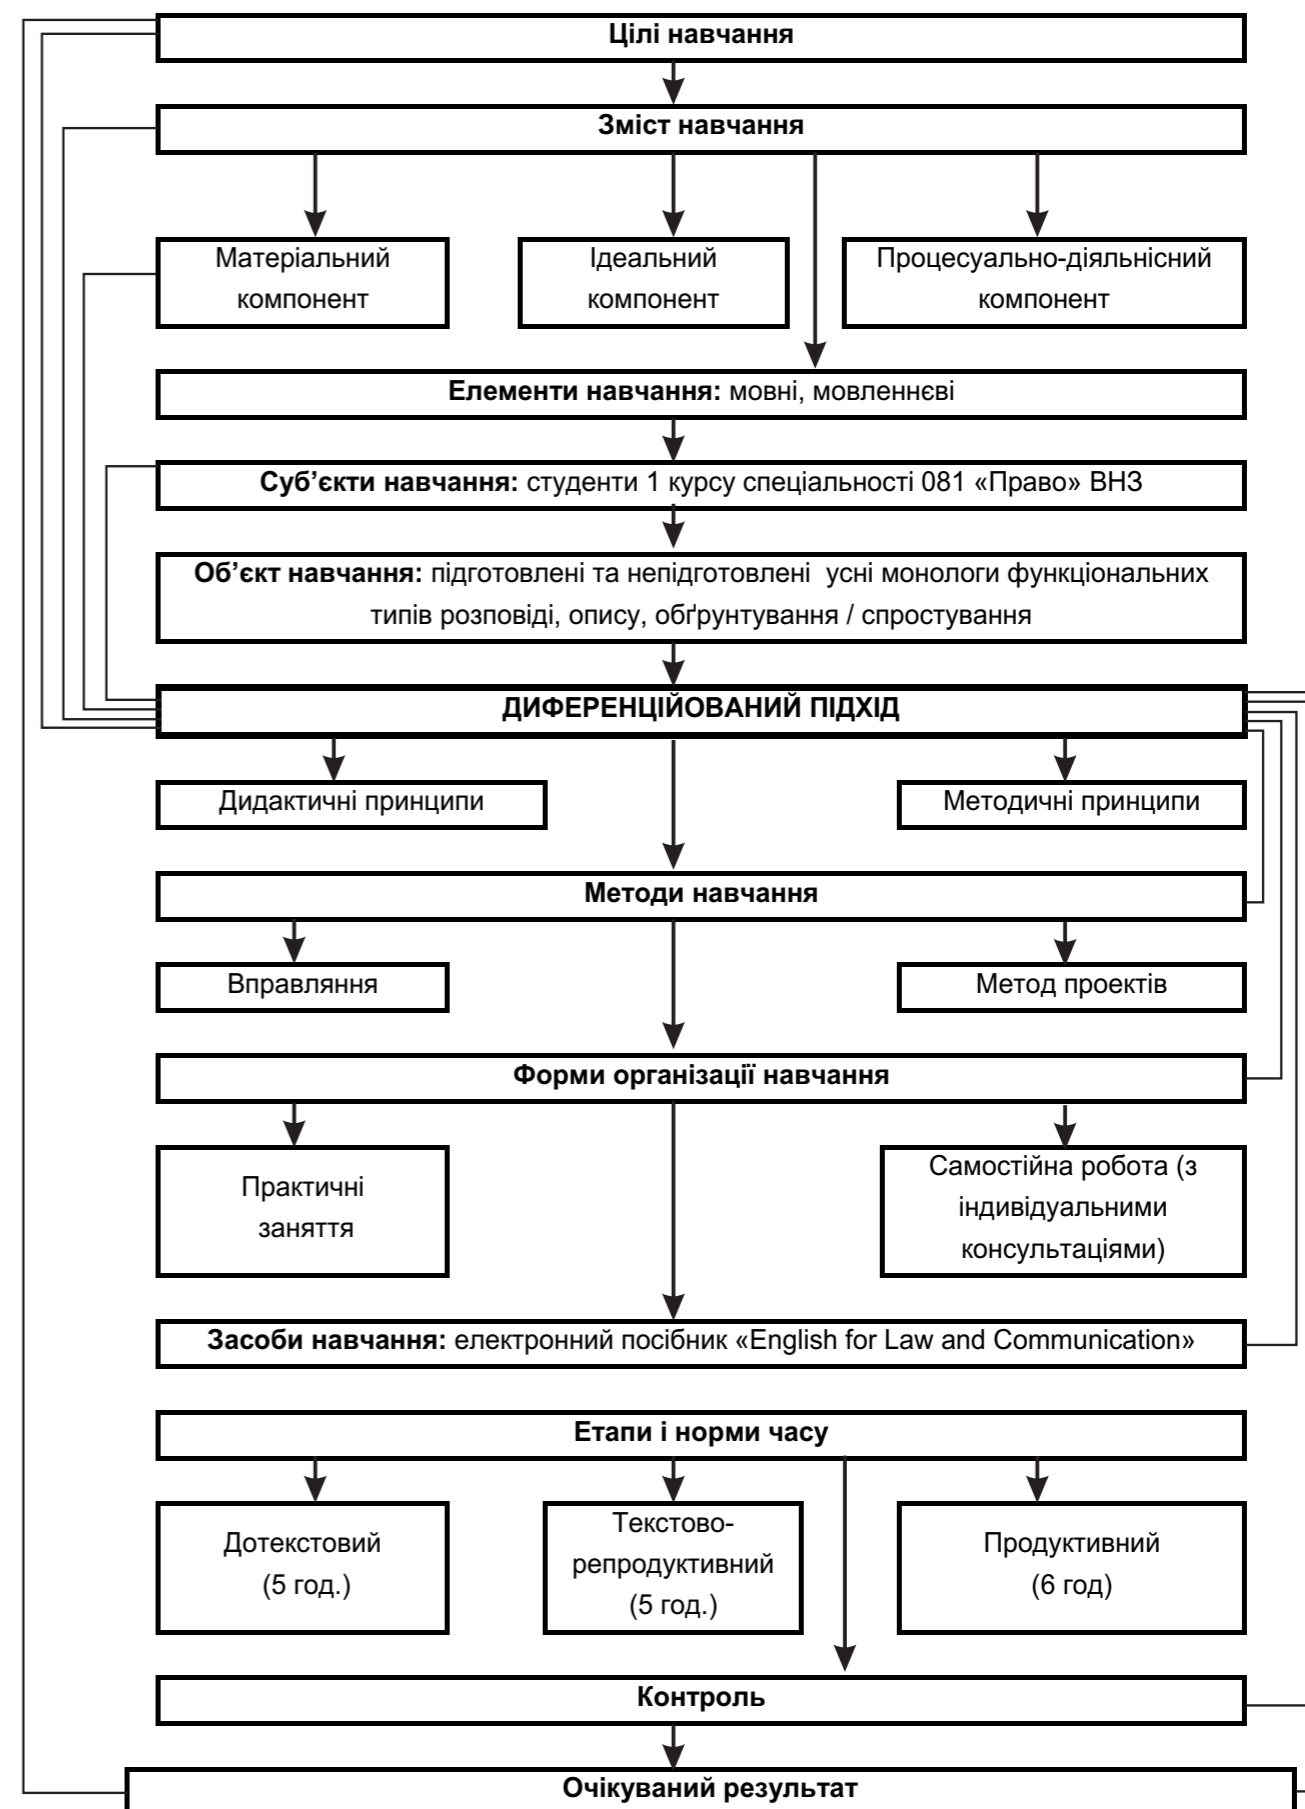 Цілі навчання
Зміст навчання
Матеріальний
компонент
Ідеальний
компонент
Процесуально-діяльнісний
компонент
Елементи навчання: мовні, мовленнєві
Суб’єкти навчання: студенти 1 курсу спеціальності 081 «Право» ВНЗ
Об’єкт навчання: підготовлені та непідготовлені усні монологи функціональних
типів розповіді, опису, обґрунтування / спростування
ДИФЕРЕНЦІЙОВАНИЙ ПІДХІД
Дидактичні принципи
Методичні принципи
Методи навчання
Вправляння
Метод проектів
Форми організації навчання
Практичні
заняття
Самостійна робота (з
індивідуальними
консультаціями)
Засоби навчання: електронний посібник «English for Law and Communication»
Етапи і норми часу
Дотекстовий
(5 год.)
Текстово-
репродуктивний
(5 год.)
Продуктивний
(6 год)
Контроль
Очікуваний результат